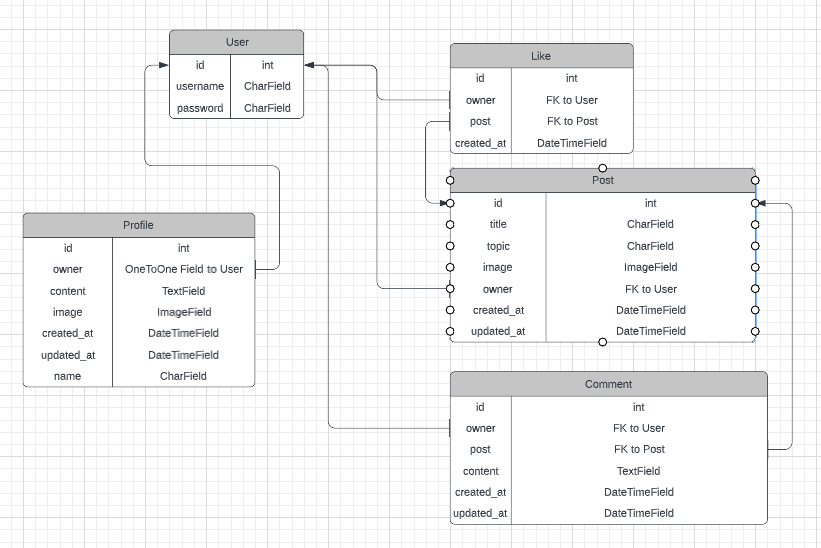 User
id int
username CharField
password CharField
Like
id int
owner FK to User
post FK to Post
created_at DateTimeField
Post
id int
title CharField
topic CharField
image ImageField
owner FK to User
created_at DateTimeField
updated_at DateTimeField
Profile
id int
owner OneToOne Field to User
content TextField
image ImageField
created_at DateTimeField
updated_at DateTimeField
name CharField
Comment
id int
owner FK to User
post FK to Post
content TextField
created_at DateTimeField
updated_at DateTimeField